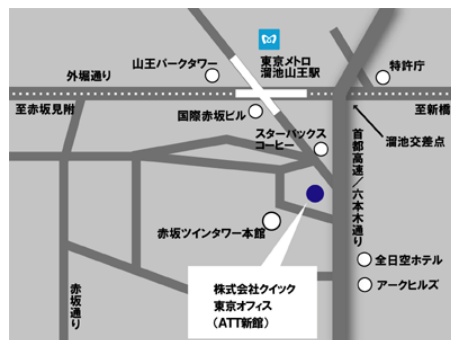 山王パークタワー
東京メトロ
溜池山王駅
特許庁
外堀通り
至赤坂見附
至新橋
国際赤坂ビル
スターバックス
コーヒー
溜池交差点
首都高速／六本木通り
赤坂ツインタワー本館
全日空ホテル
アークヒルズ
株式会社クイック
東京オフィス
（ATT新館）
赤坂通り